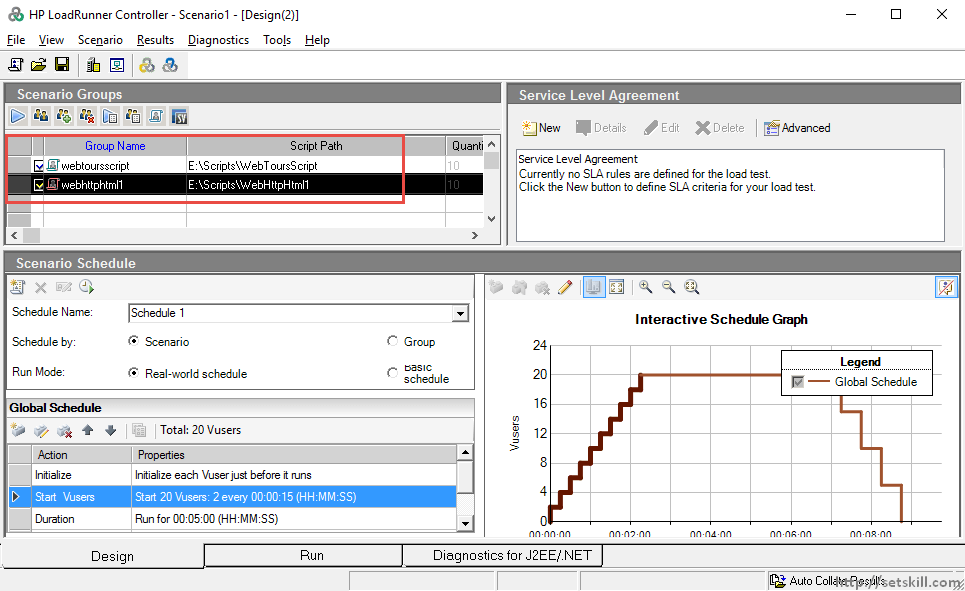 HP LoadRunner Controller - Scenario1 - [Design(2)]
File View Scenario Results Diagnostics Tools Help
Scenario Groups
SV
Group Name Script Path Quanti
webtoursscript E:\Scripts\WebToursScript 10
webhttphtml1 E:\Scripts\WebHttpHtml1 10
Service Level Agreement
New Details Edit Delete Advanced
Service Level Agreement
Currently no SLA rules are defined for the load test.
Click the New button to define SLA criteria for your load test.
Scenario Schedule
Schedule Name: Schedule 1
Schedule by: Scenario Group
Run Mode: Real-world schedule Basic schedule
Global Schedule
Total: 20 Vusers
Action Properties
Initialize Initialize each Vuser just before it runs
Start Vusers Start 20 Vusers: 2 every 00:00:15 (HH:MM:SS)
Duration Run for 00:05:00 (HH:MM:SS)
Interactive Schedule Graph
Legend
Global Schedule
Vusers
24
20
16
12
8
4
0
00:00:00 00:02:00 00:04:00 00:06:00 00:08:00
Design Run Diagnostics for J2EE/.NET
Auto Collate Results
http://setskill.com